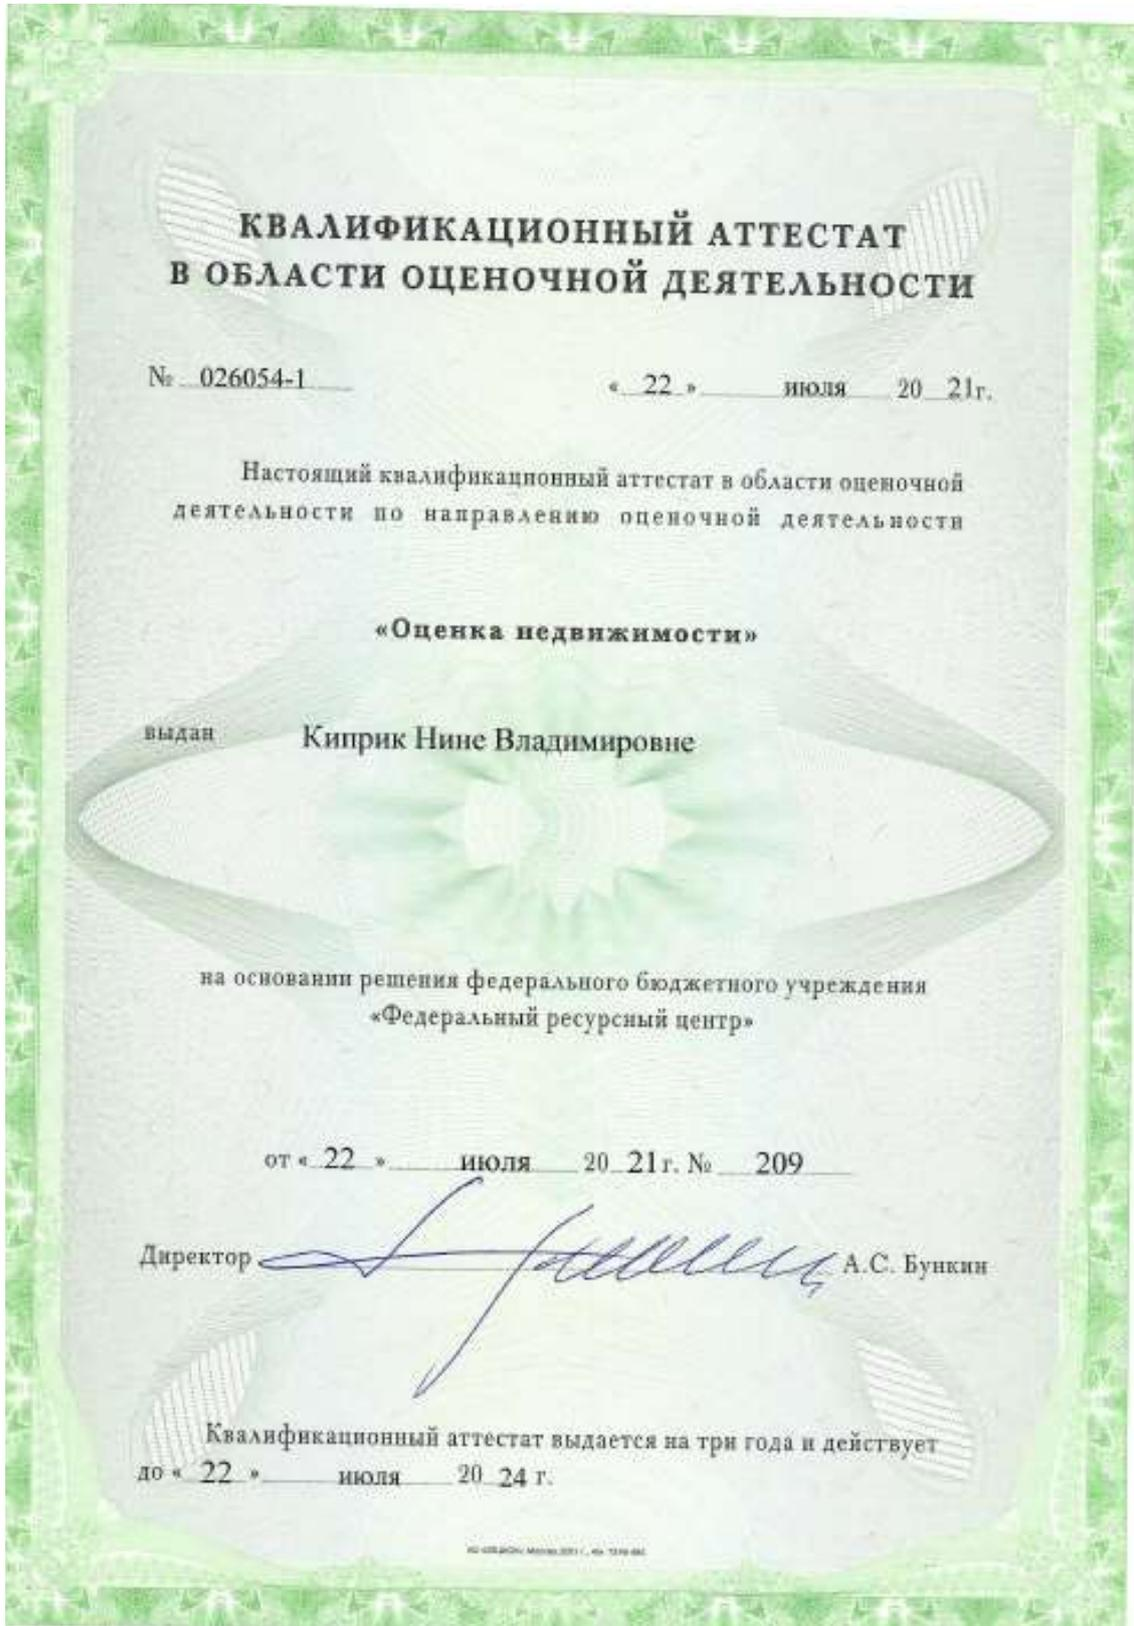 КВАЛИФИКАЦИОННЫЙ АТТЕСТАТ
В ОБЛАСТИ ОЦЕНОЧНОЙ ДЕЯТЕЛЬНОСТИ
№ 026054-1 « 22 » июля 20 21г.
Настоящий квалификационный аттестат в области оценочной
деятельности по направлению оценочной деятельности
«Оценка недвижимости»
выдан Киприк Нине Владимировне
на основании решения федерального бюджетного учреждения
«Федеральный ресурсный центр»
от « 22 » июля 20 21г. № 209
Директор А.С. Бункин
Квалификационный аттестат выдается на три года и действует
до « 22 » июля 20 24 г.